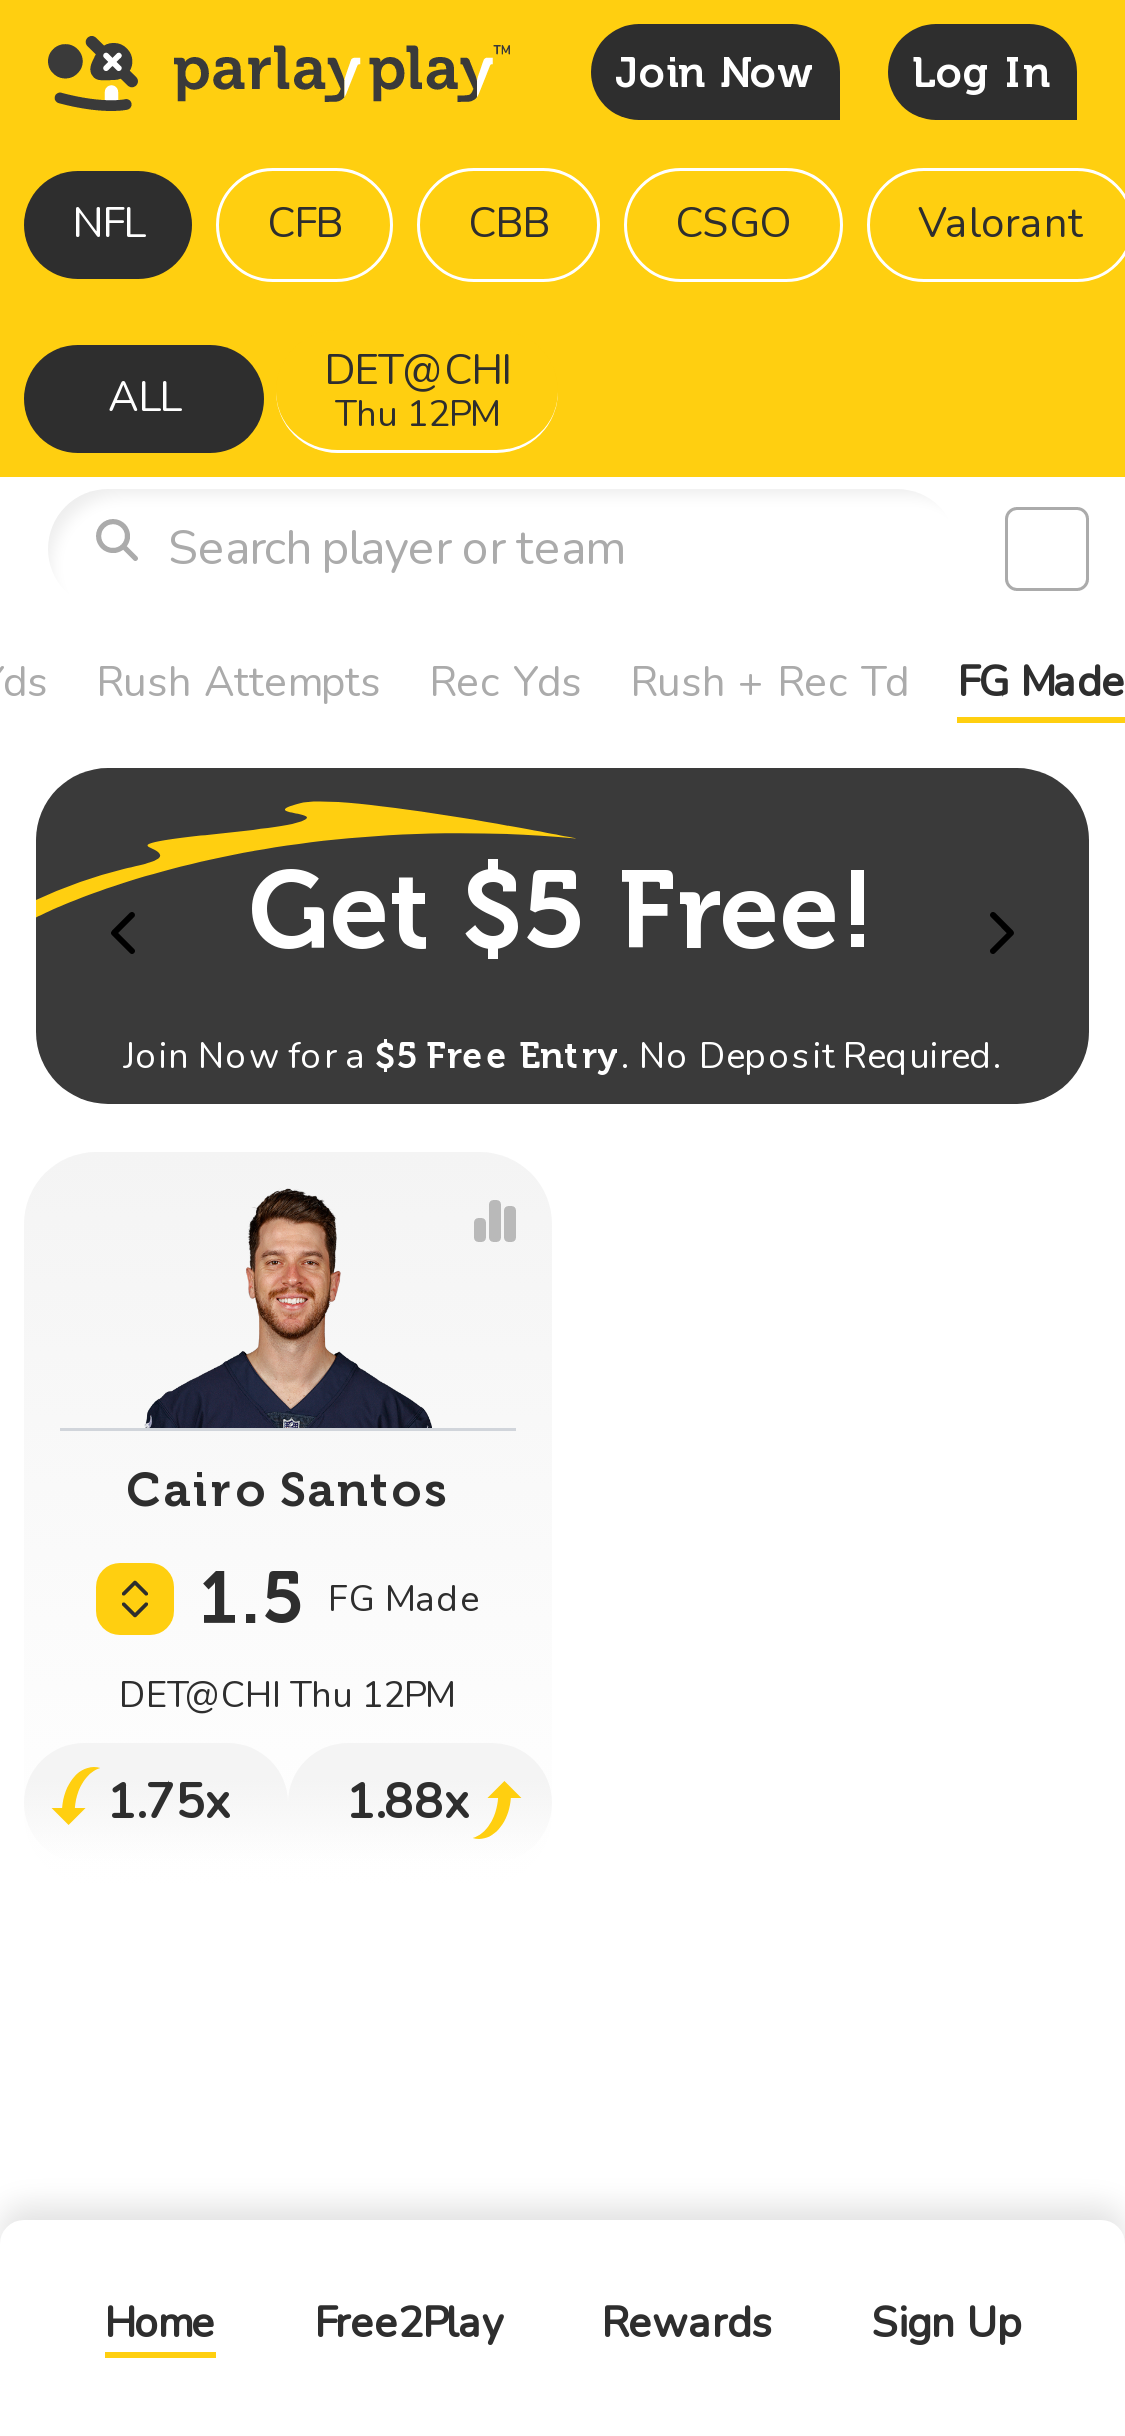 parlayplay™
Join Now
Log In
NFL
CFB
CBB
CSGO
Valorant
ALL
DET@CHI
Thu 12PM
Search player or team
Yds
Rush Attempts
Rec Yds
Rush + Rec Td
FG Made
Get $5 Free!
Join Now for a $5 Free Entry. No Deposit Required.
Cairo Santos
1.5 FG Made
DET@CHI Thu 12PM
1.75x
1.88x
Home
Free2Play
Rewards
Sign Up